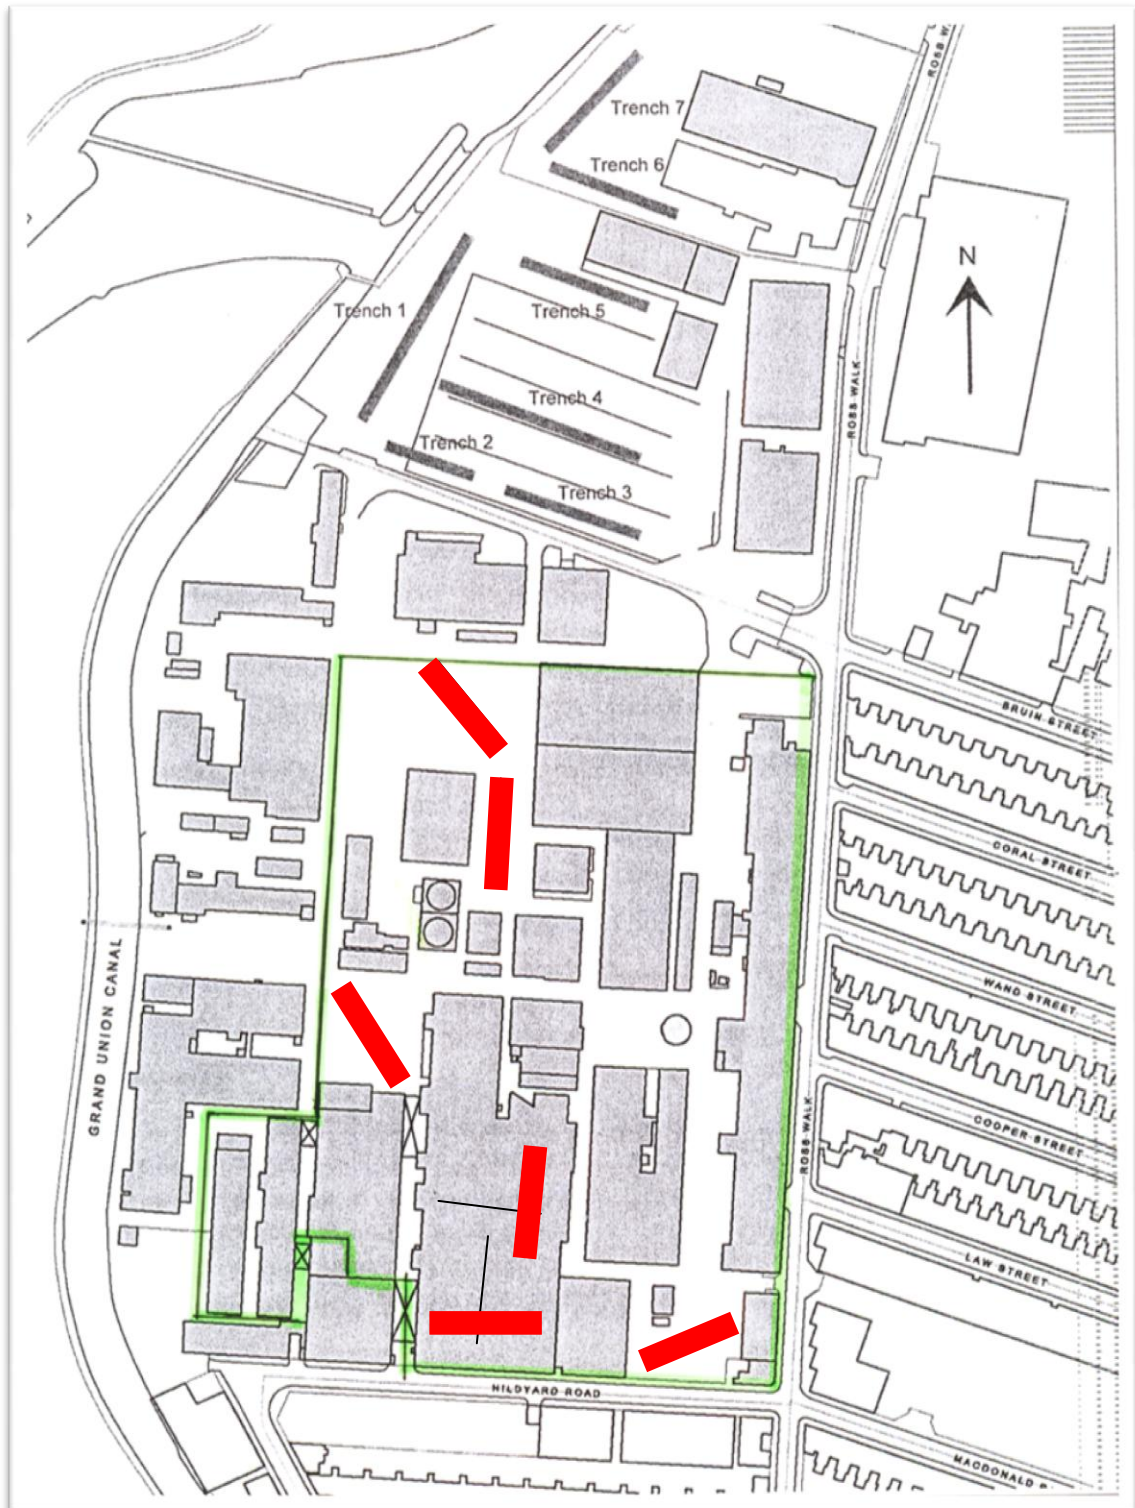 ROSS W
Trench 7
Trench 6
N
Trench 1
Trench 5
ROSS WALK
Trench 4
Trench 2
Trench 3
BRUIN STREET
CORAL STREET
GRAND UNION CANAL
WAND STREET
ROSS WALK
COOPER STREET
LAW STREET
HILDYARD ROAD
MACDONALD R